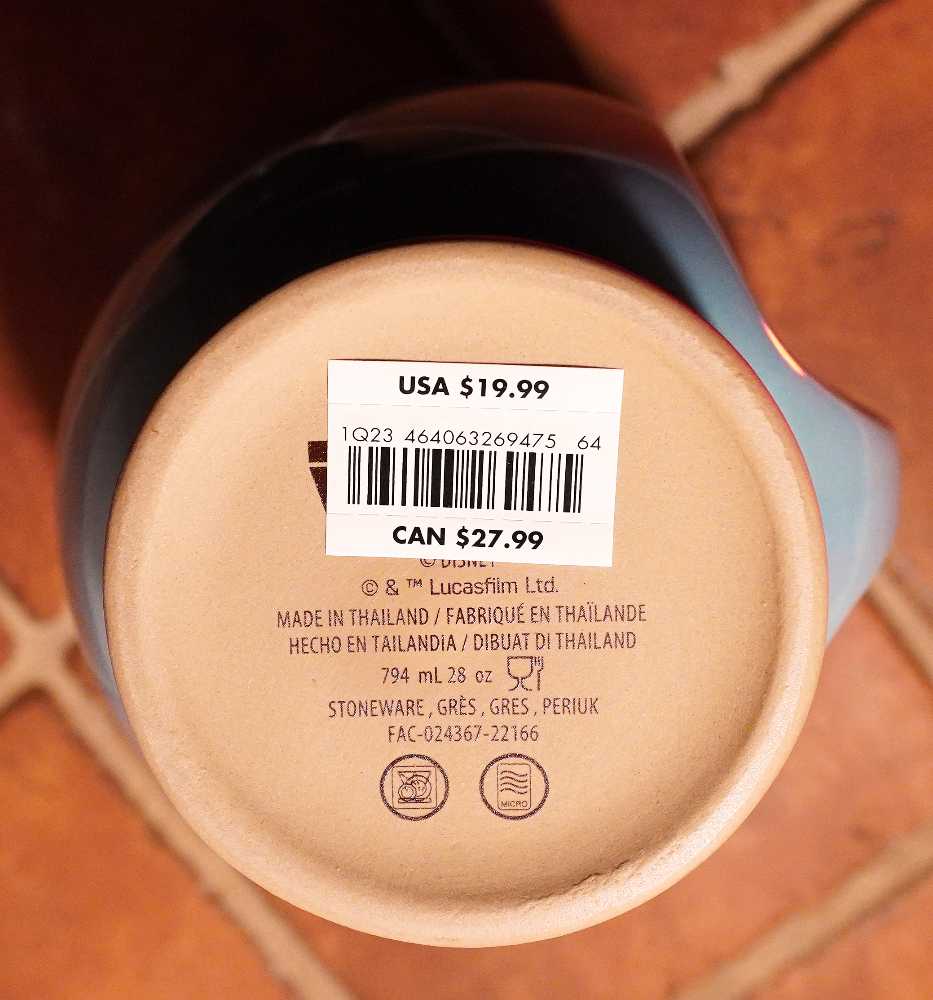 USA $19.99
1Q23 464063269475 64
CAN $27.99
© DISNEY
© & ™ Lucasfilm Ltd.
MADE IN THAILAND / FABRIQUÉ EN THAÏLANDE
HECHO EN TAILANDIA / DIBUAT DI THAILAND
794 mL 28 oz
STONEWARE, GRÈS, GRES, PERIUK
FAC-024367-22166
MICRO